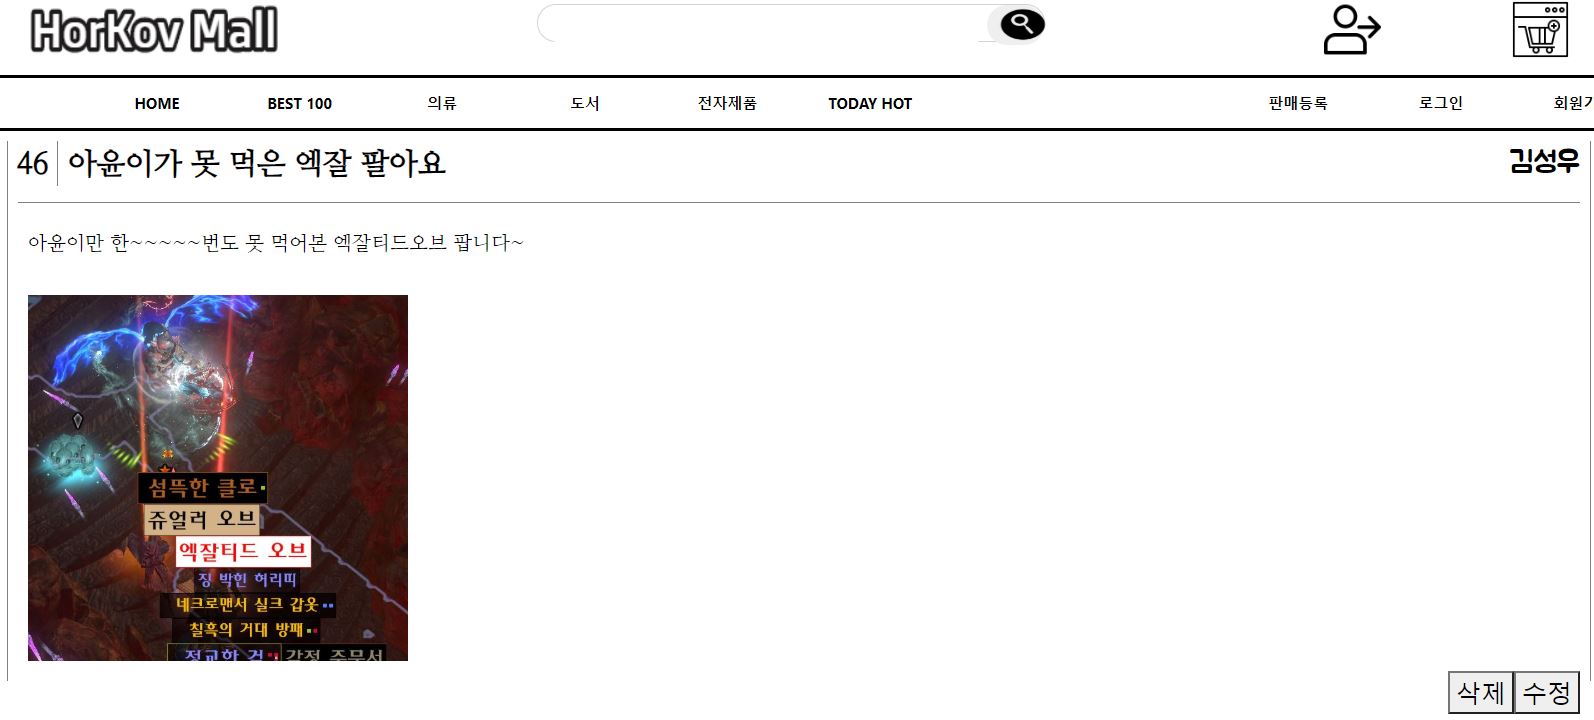 HorKov Mall
HOME BEST 100 의류 도서 전자제품 TODAY HOT 판매등록 로그인
46 아윤이가 못 먹은 엑잘 팔아요 김성우
아윤이만 한~~~~~번도 못 먹어본 엑잘티드오브 팝니다~
섬뜩한 클로
쥬얼러 오브
엑잘티드 오브
징 박힌 허리띠
네크로맨서 실크 갑옷
칠흑의 거대 방패
정교한 검 감정 주문서
삭제 수정